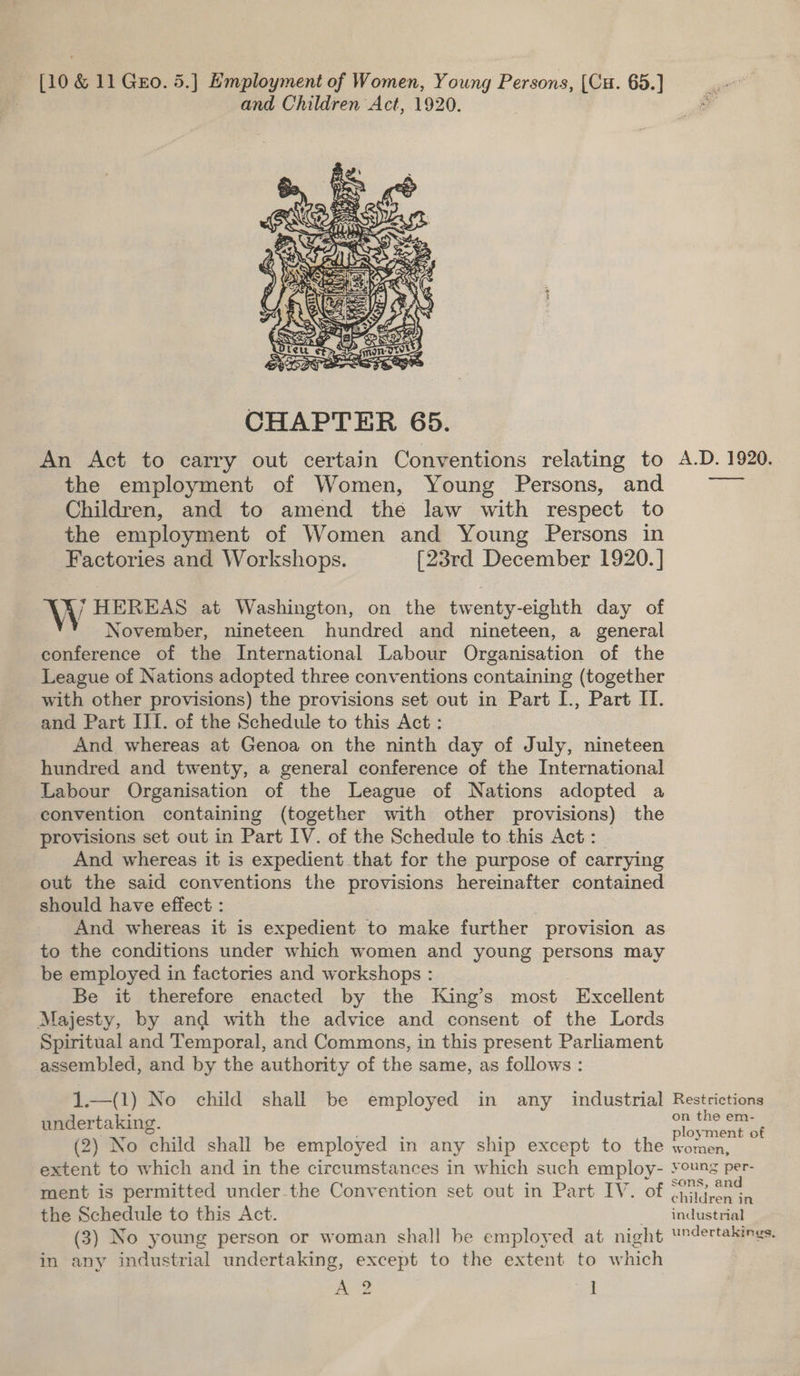 [10 & 11 GEO. 5.] Employment of Women, Young Persons, [CH. 65.]
and Children Act, 1920.
DIEU ET MON DROIT
CHAPTER 65.
An Act to carry out certain Conventions relating to A.D. 1920.
the employment of Women, Young Persons, and
Children, and to amend the law with respect to
the employment of Women and Young Persons in
Factories and Workshops. [23rd December 1920.]
WHEREAS at Washington, on the twenty-eighth day of
November, nineteen hundred and nineteen, a general
conference of the International Labour Organisation of the
League of Nations adopted three conventions containing (together
with other provisions) the provisions set out in Part I., Part II.
and Part III. of the Schedule to this Act :
And whereas at Genoa on the ninth day of July, nineteen
hundred and twenty, a general conference of the International
Labour Organisation of the League of Nations adopted a
convention containing (together with other provisions) the
provisions set out in Part IV. of the Schedule to this Act :
And whereas it is expedient that for the purpose of carrying
out the said conventions the provisions hereinafter contained
should have effect :
And whereas it is expedient to make further provision as
to the conditions under which women and young persons may
be employed in factories and workshops :
Be it therefore enacted by the King's most Excellent
Majesty, by and with the advice and consent of the Lords
Spiritual and Temporal, and Commons, in this present Parliament
assembled, and by the authority of the same, as follows :
1.—(1) No child shall be employed in any industrial
undertaking.
(2) No child shall be employed in any ship except to the
extent to which and in the circumstances in which such employ-
ment is permitted under the Convention set out in Part IV. of
the Schedule to this Act.
(3) No young person or woman shall be employed at night
in any industrial undertaking, except to the extent to which
Restrictions
on the em-
ployment of
women,
young per-
sons, and
children in
industrial
undertakings.
A 2 1